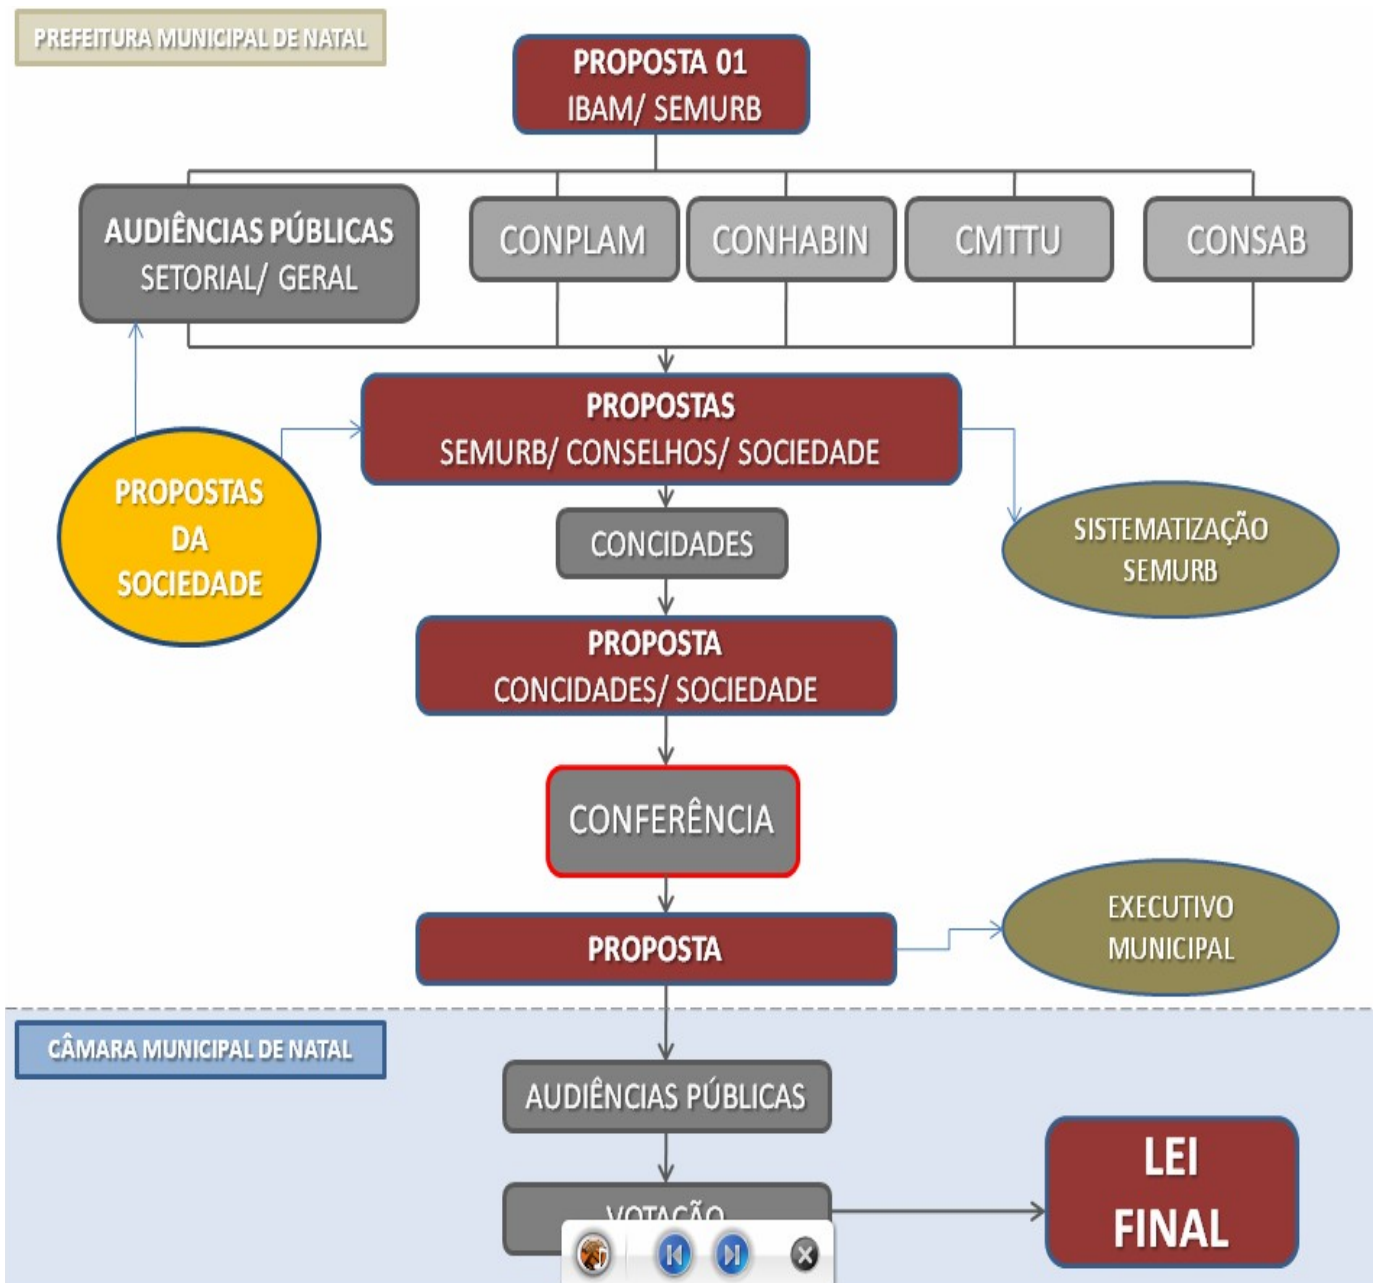 PREFEITURA MUNICIPAL DE NATAL
PROPOSTA 01
IBAM/ SEMURB
AUDIÊNCIAS PÚBLICAS
SETORIAL/ GERAL
CONPLAM
CONHABIN
CMTTU
CONSAB
PROPOSTAS
SEMURB/ CONSELHOS/ SOCIEDADE
PROPOSTAS
DA
SOCIEDADE
SISTEMATIZAÇÃO
SEMURB
CONCIDADES
PROPOSTA
CONCIDADES/ SOCIEDADE
CONFERÊNCIA
EXECUTIVO
MUNICIPAL
PROPOSTA
CÂMARA MUNICIPAL DE NATAL
AUDIÊNCIAS PÚBLICAS
VOTAÇÃO
LEI
FINAL